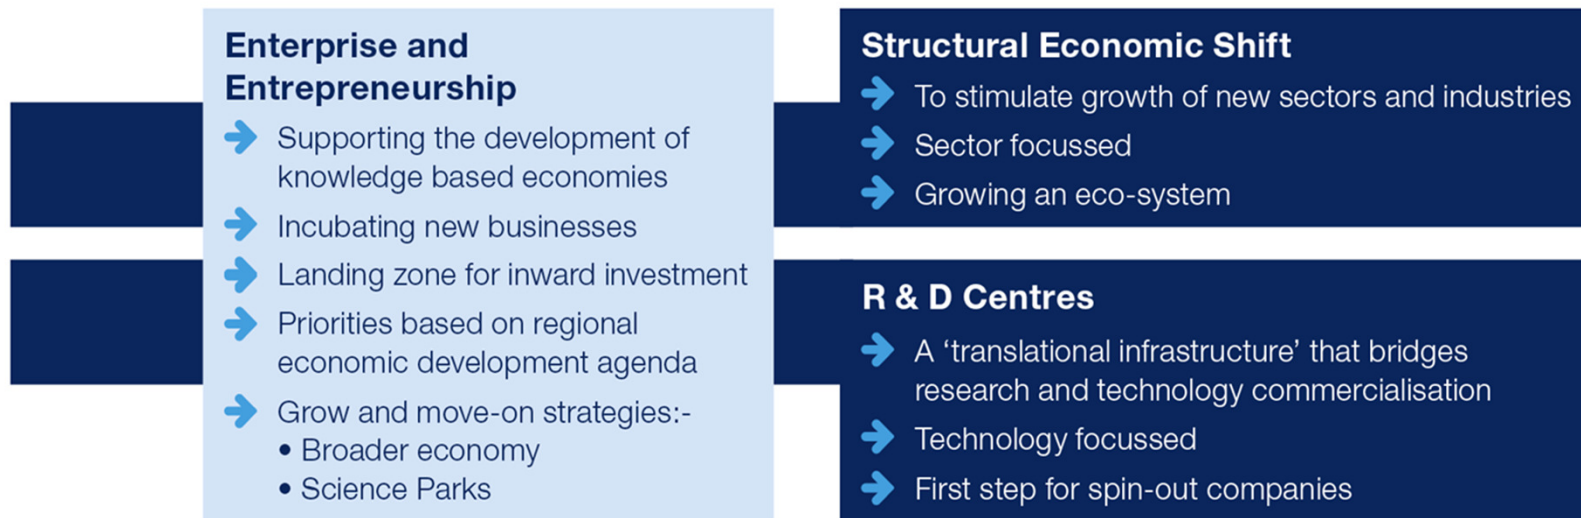 Enterprise and
Entrepreneurship
Supporting the development of
knowledge based economies
Incubating new businesses
Landing zone for inward investment
Priorities based on regional
economic development agenda
Grow and move-on strategies:-
• Broader economy
• Science Parks
Structural Economic Shift
To stimulate growth of new sectors and industries
Sector focussed
Growing an eco-system
R & D Centres
A ‘translational infrastructure’ that bridges
research and technology commercialisation
Technology focussed
First step for spin-out companies